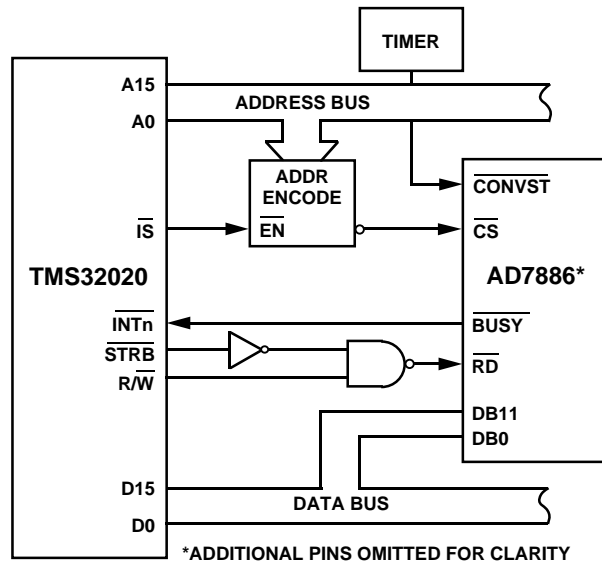 TIMER
A15
ADDRESS BUS
A0
ADDR
ENCODE
CONVST
IS
EN
CS
TMS32020
AD7886*
INTn
BUSY
STRB
R/W
RD
DB11
DB0
D15
DATA BUS
D0
*ADDITIONAL PINS OMITTED FOR CLARITY